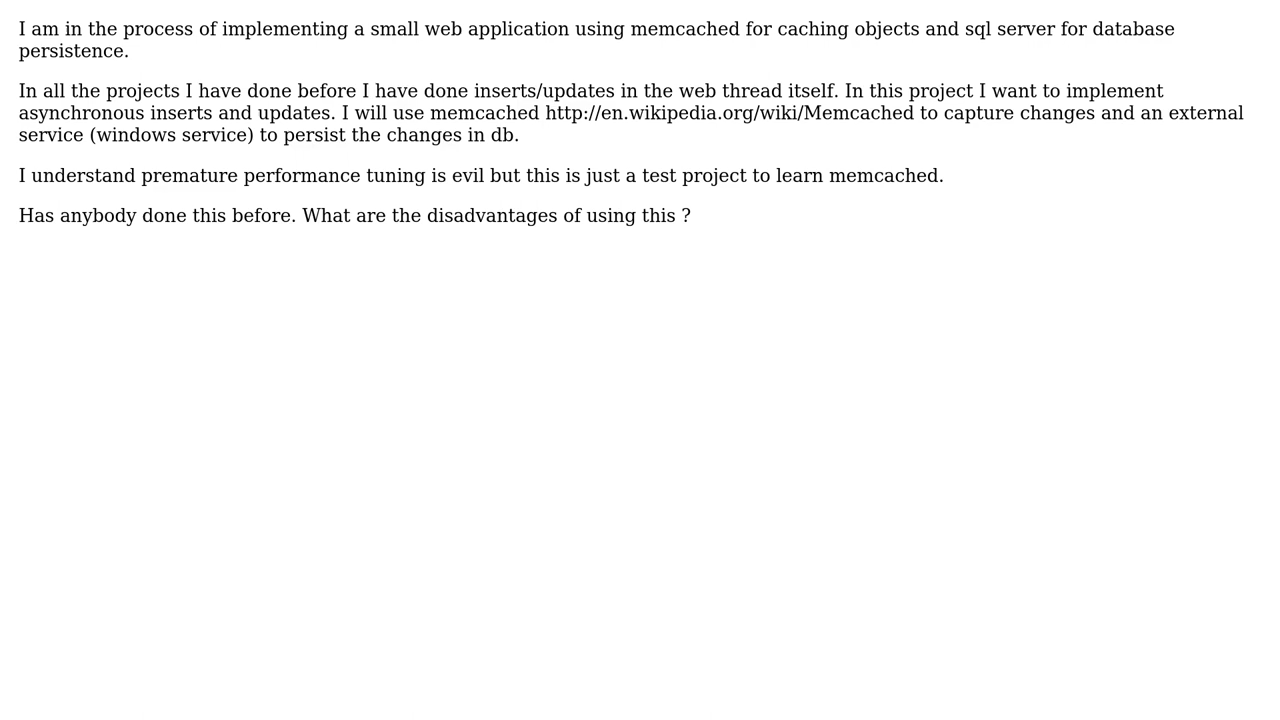 I am in the process of implementing a small web application using memcached for caching objects and sql server for database
persistence.
In all the projects I have done before I have done inserts/updates in the web thread itself. In this project I want to implement
asynchronous inserts and updates. I will use memcached http://en.wikipedia.org/wiki/Memcached to capture changes and an external
service (windows service) to persist the changes in db.
I understand premature performance tuning is evil but this is just a test project to learn memcached.
Has anybody done this before. What are the disadvantages of using this ?